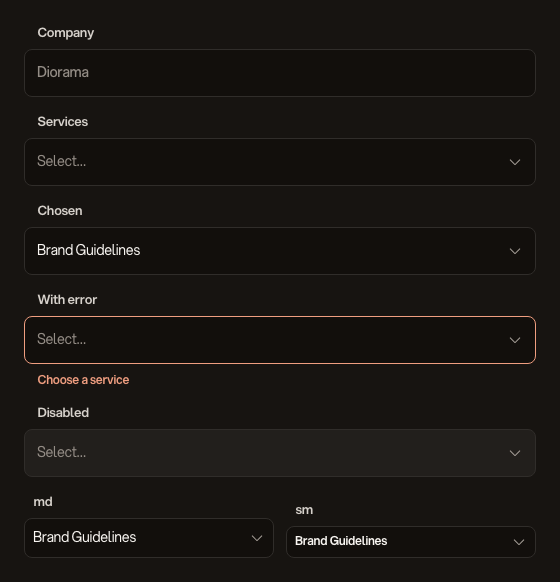 Company
Diorama
Services
Select...
Chosen
Brand Guidelines
With error
Select...
Choose a service
Disabled
Select...
md
Brand Guidelines
sm
Brand Guidelines